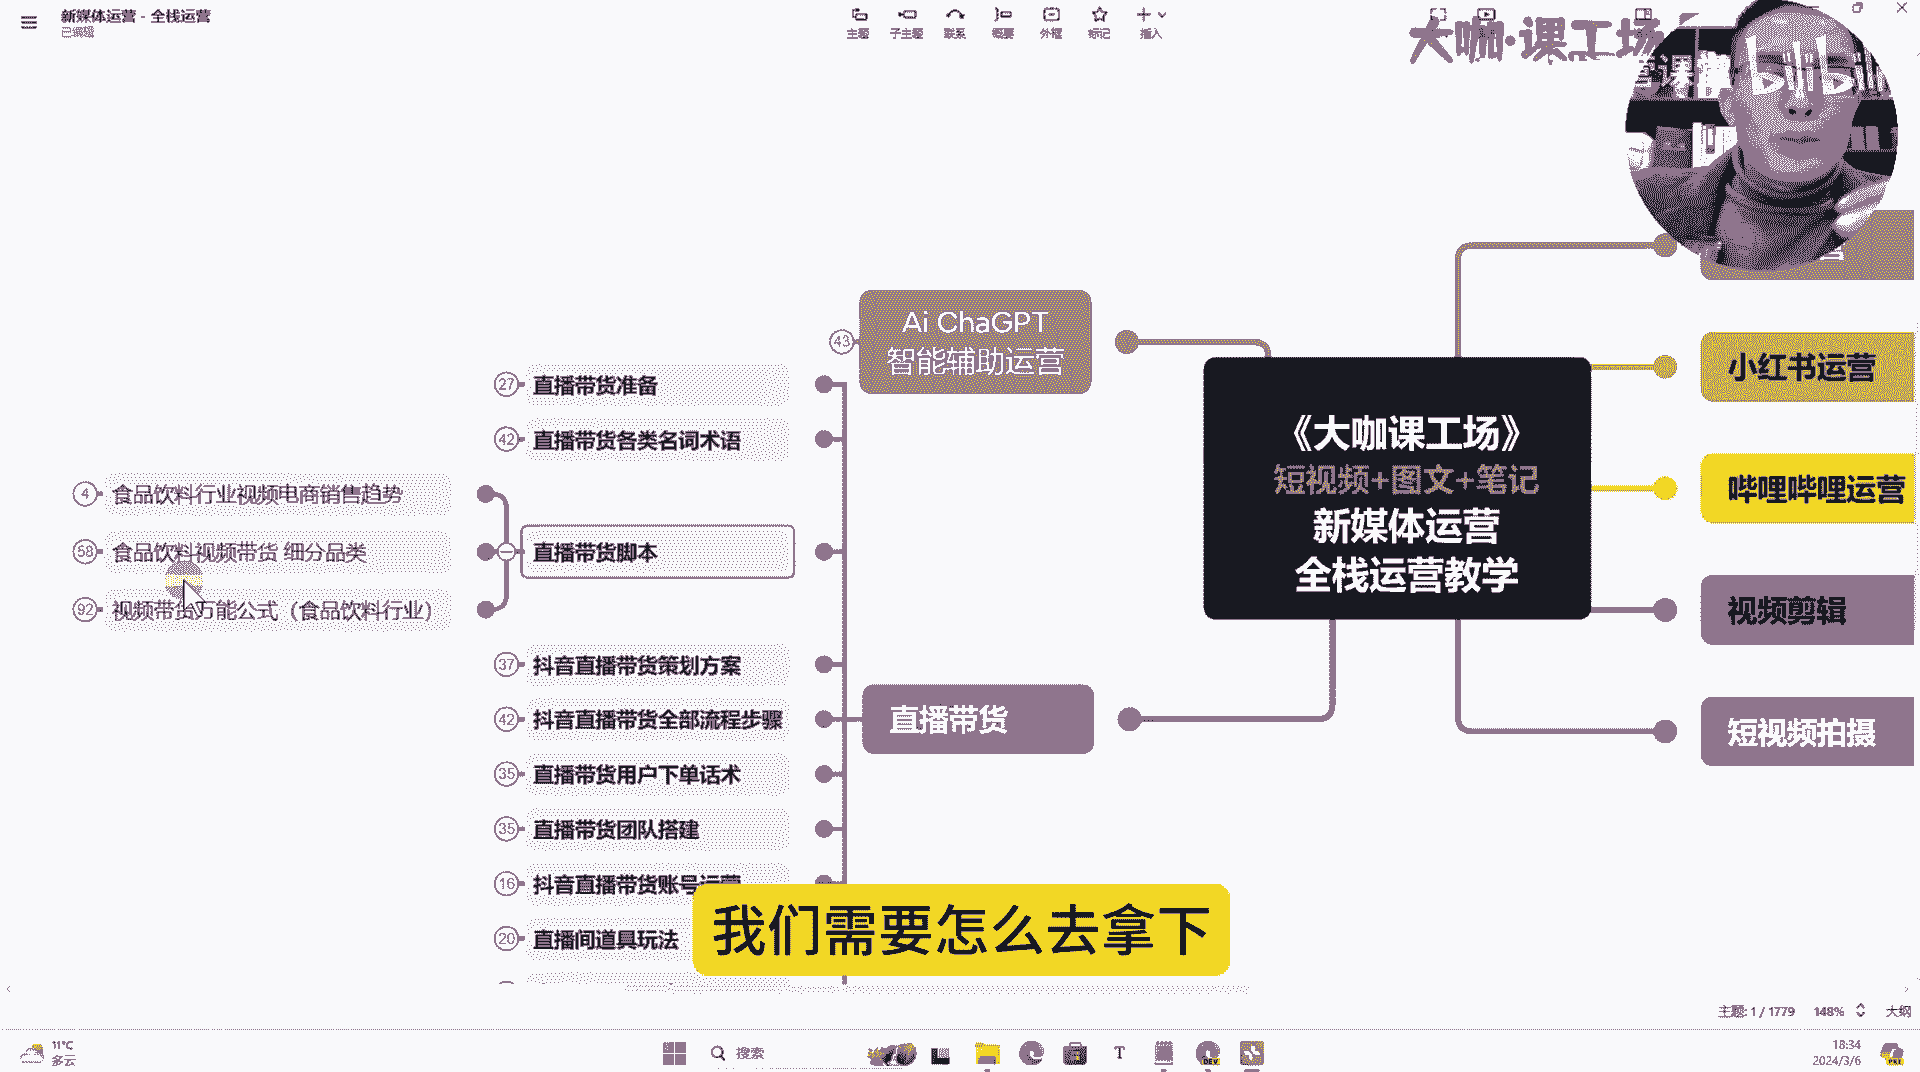 新媒体运营 - 全栈运营
已编辑
主题
子主题
联系
概要
外框
标记
插入
大咖·课工场
bilibili
43
Ai ChaGPT
智能辅助运营
27
直播带货准备
42
直播带货各类名词术语
4
食品饮料行业视频电商销售趋势
58
食品饮料视频带货 细分品类
92
视频带货万能公式（食品饮料行业）
直播带货脚本
37
抖音直播带货策划方案
42
抖音直播带货全部流程步骤
35
直播带货用户下单话术
35
直播带货团队搭建
16
抖音直播带货账号运营
20
直播间道具玩法
直播带货
《大咖课工场》
短视频+图文+笔记
新媒体运营
全栈运营教学
小红书运营
哔哩哔哩运营
视频剪辑
短视频拍摄
我们需要怎么去拿下
主题: 1 / 1779
148%
大纲
11°C
多云
搜索
T
DEV
18:34
2024/3/6
PRE